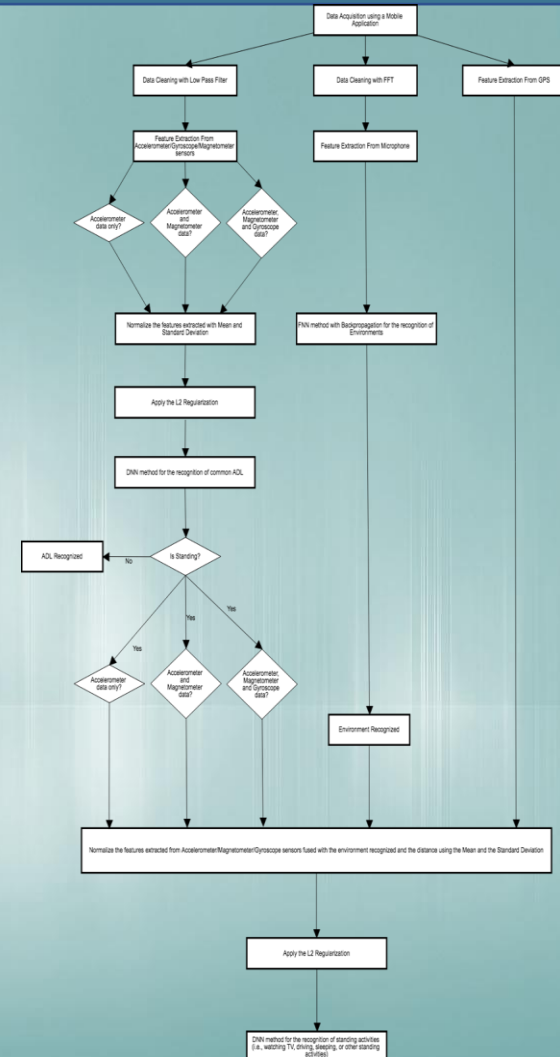 Data Acquisition using a Mobile
Application
Data Cleaning with Low Pass Filter
Data Cleaning with FFT
Feature Extraction From GPS
Feature Extraction From
Accelerometer/Gyroscope/Magnetometer
sensors
Feature Extraction From Microphone
Accelerometer
data only?
Accelerometer
and
Magnetometer
data?
Accelerometer,
Magnetometer
and Gyroscope
data?
Normalize the features extracted with Mean and
Standard Deviation
FNN method with Backpropagation for the recognition of
Environments
Apply the L2 Regularization
DNN method for the recognition of common ADL
ADL Recognized
No
Is Standing?
Yes
Yes
Yes
Accelerometer
data only?
Accelerometer
and
Magnetometer
data?
Accelerometer,
Magnetometer
and Gyroscope
data?
Environment Recognized
Normalize the features extracted from Accelerometer/Magnetometer/Gyroscope sensors fused with the environment recognized and the distance using the Mean and the Standard Deviation
Apply the L2 Regularization
DNN method for the recognition of standing activities
(i.e., watching TV, driving, sleeping, or other standing
activities)